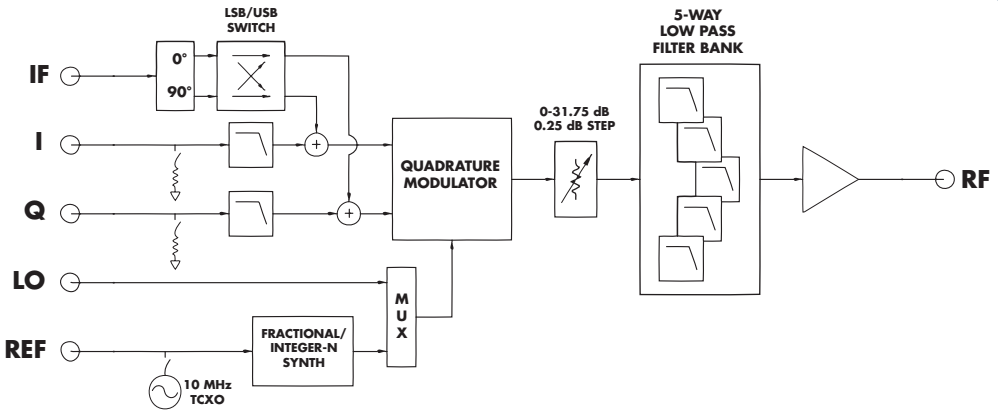 LSB/USB
SWITCH
5-WAY
LOW PASS
FILTER BANK
IF
0°
90°
0-31.75 dB
0.25 dB STEP
I
+
QUADRATURE
MODULATOR
RF
Q
+
LO
M
U
X
REF
FRACTIONAL/
INTEGER-N
SYNTH
10 MHz
TCXO